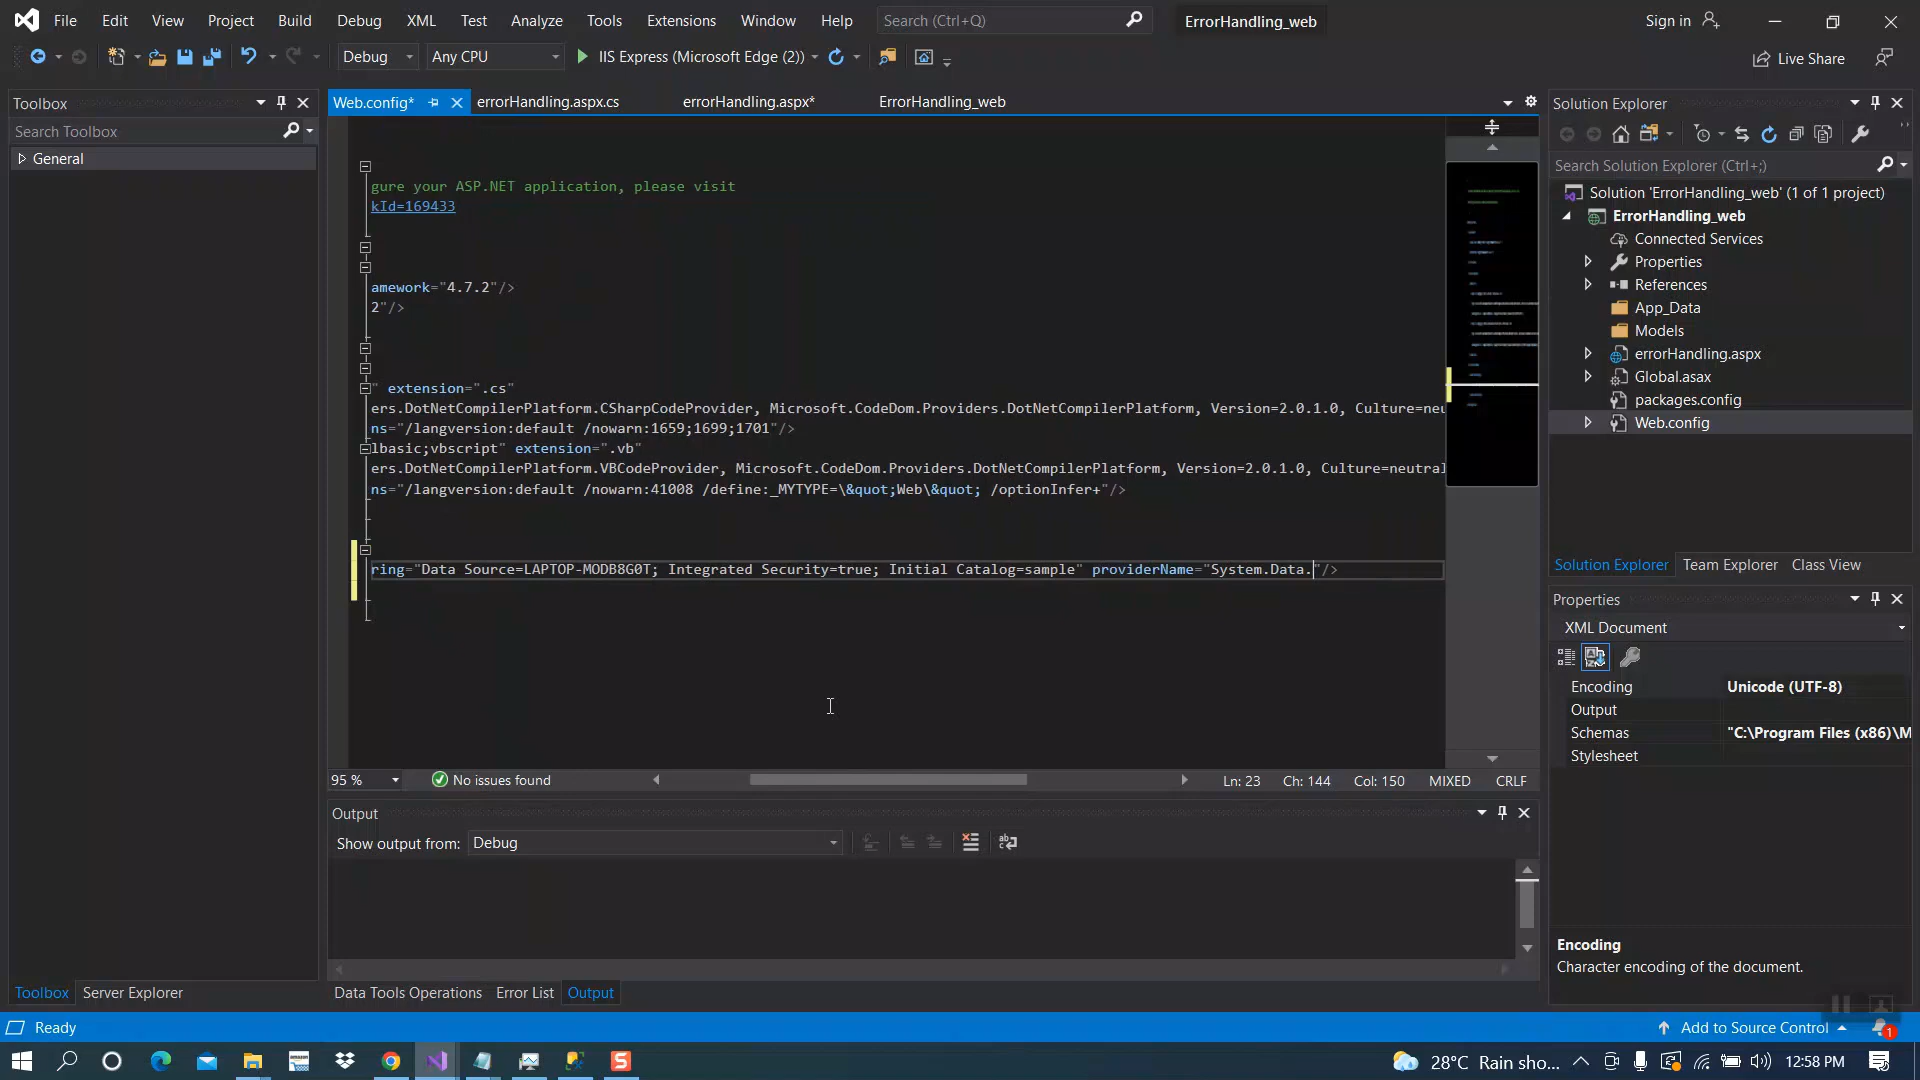 File Edit View Project Build Debug XML Test Analyze Tools Extensions Window Help Search (Ctrl+Q) ErrorHandling_web Sign in
Debug Any CPU IIS Express (Microsoft Edge (2)) Live Share
Toolbox
Search Toolbox
General
Web.config* errorHandling.aspx.cs errorHandling.aspx* ErrorHandling_web
gure your ASP.NET application, please visit
kId=169433
amework="4.7.2"/>
2"/>
" extension=".cs"
ers.DotNetCompilerPlatform.CSharpCodeProvider, Microsoft.CodeDom.Providers.DotNetCompilerPlatform, Version=2.0.1.0, Culture=neu
ns="/langversion:default /nowarn:1659;1699;1701"/>
lbasic;vbscript" extension=".vb"
ers.DotNetCompilerPlatform.VBCodeProvider, Microsoft.CodeDom.Providers.DotNetCompilerPlatform, Version=2.0.1.0, Culture=neutral
ns="/langversion:default /nowarn:41008 /define:_MYTYPE=\&quot;Web\&quot; /optionInfer+"/>
ring="Data Source=LAPTOP-MODB8G0T; Integrated Security=true; Initial Catalog=sample" providerName="System.Data."/>
95 % No issues found Ln: 23 Ch: 144 Col: 150 MIXED CRLF
Output
Show output from: Debug
Toolbox Server Explorer
Data Tools Operations Error List Output
Solution Explorer
Search Solution Explorer (Ctrl+;)
Solution 'ErrorHandling_web' (1 of 1 project)
ErrorHandling_web
Connected Services
Properties
References
App_Data
Models
errorHandling.aspx
Global.asax
packages.config
Web.config
Solution Explorer Team Explorer Class View
Properties
XML Document
Encoding Unicode (UTF-8)
Output
Schemas "C:\Program Files (x86)\M
Stylesheet
Encoding
Character encoding of the document.
Ready Add to Source Control 1
28°C Rain sho... 12:58 PM